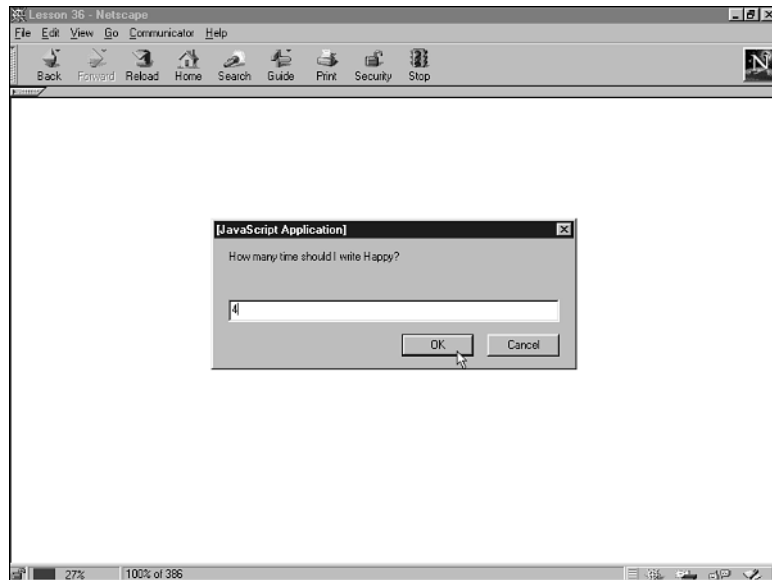 Lesson 36 - Netscape
File Edit View Go Communicator Help
Back Forward Reload Home Search Guide Print Security Stop
N
[JavaScript Application]
How many time should I write Happy?
4
OK Cancel
27% 100% of 386